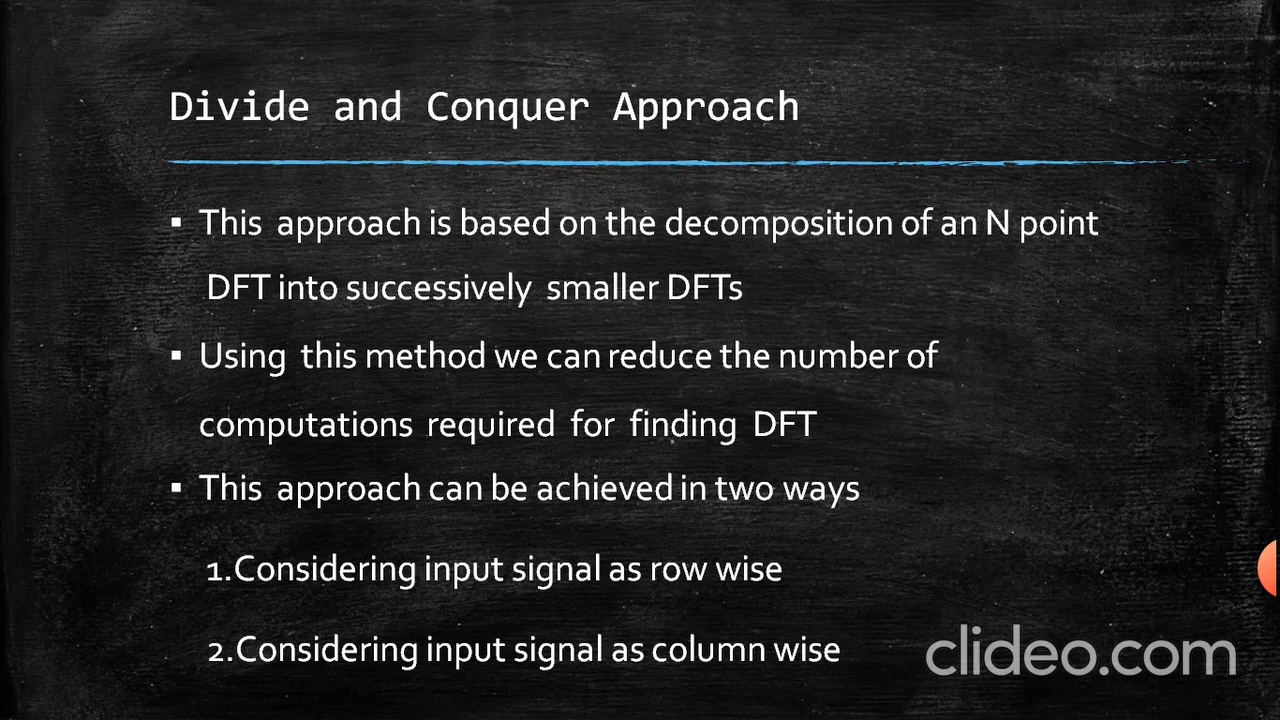 Divide and Conquer Approach
▪ This approach is based on the decomposition of an N point
DFT into successively smaller DFTs
▪ Using this method we can reduce the number of
computations required for finding DFT
▪ This approach can be achieved in two ways
1.Considering input signal as row wise
2.Considering input signal as column wise
clideo.com